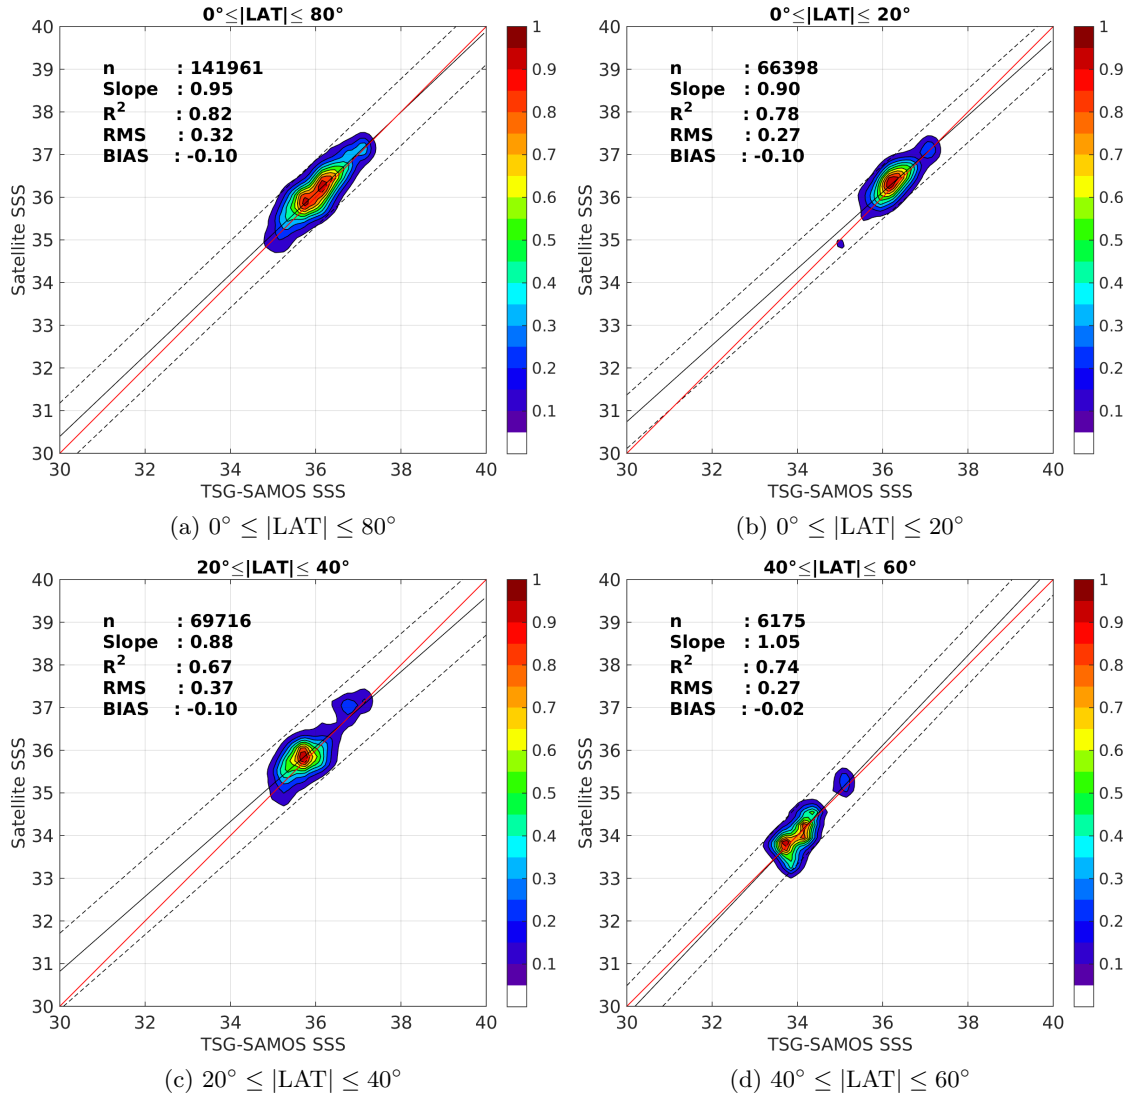 0°≤|LAT|≤ 80°
40
39
38
37
36
35
34
33
32
31
30
Satellite SSS
n : 141961
Slope : 0.95
R² : 0.82
RMS : 0.32
BIAS : -0.10
30 32 34 36 38 40
TSG-SAMOS SSS
1
0.9
0.8
0.7
0.6
0.5
0.4
0.3
0.2
0.1
(a) 0° ≤ |LAT| ≤ 80°
0°≤|LAT|≤ 20°
40
39
38
37
36
35
34
33
32
31
30
Satellite SSS
n : 66398
Slope : 0.90
R² : 0.78
RMS : 0.27
BIAS : -0.10
30 32 34 36 38 40
TSG-SAMOS SSS
1
0.9
0.8
0.7
0.6
0.5
0.4
0.3
0.2
0.1
(b) 0° ≤ |LAT| ≤ 20°
20°≤|LAT|≤ 40°
40
39
38
37
36
35
34
33
32
31
30
Satellite SSS
n : 69716
Slope : 0.88
R² : 0.67
RMS : 0.37
BIAS : -0.10
30 32 34 36 38 40
TSG-SAMOS SSS
1
0.9
0.8
0.7
0.6
0.5
0.4
0.3
0.2
0.1
(c) 20° ≤ |LAT| ≤ 40°
40°≤|LAT|≤ 60°
40
39
38
37
36
35
34
33
32
31
30
Satellite SSS
n : 6175
Slope : 1.05
R² : 0.74
RMS : 0.27
BIAS : -0.02
30 32 34 36 38 40
TSG-SAMOS SSS
1
0.9
0.8
0.7
0.6
0.5
0.4
0.3
0.2
0.1
(d) 40° ≤ |LAT| ≤ 60°